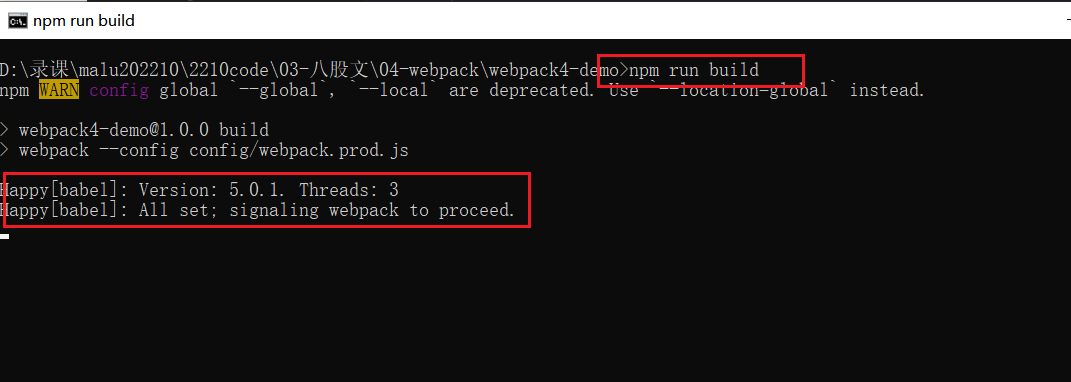 npm run build
D:\录课\malu202210\2210code\03-八股文\04-webpack\webpack4-demo>npm run build
npm WARN config global `--global`, `--local` are deprecated. Use `--location=global` instead.
> webpack4-demo@1.0.0 build
> webpack --config config/webpack.prod.js
Happy[babel]: Version: 5.0.1. Threads: 3
Happy[babel]: All set; signaling webpack to proceed.